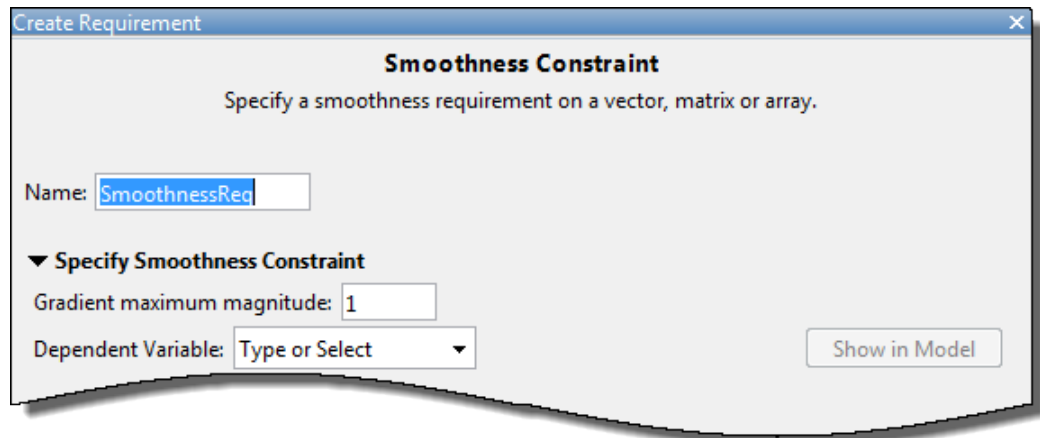 Create Requirement
Smoothness Constraint
Specify a smoothness requirement on a vector, matrix or array.
Name: SmoothnessReq
Specify Smoothness Constraint
Gradient maximum magnitude: 1
Dependent Variable: Type or Select Show in Model